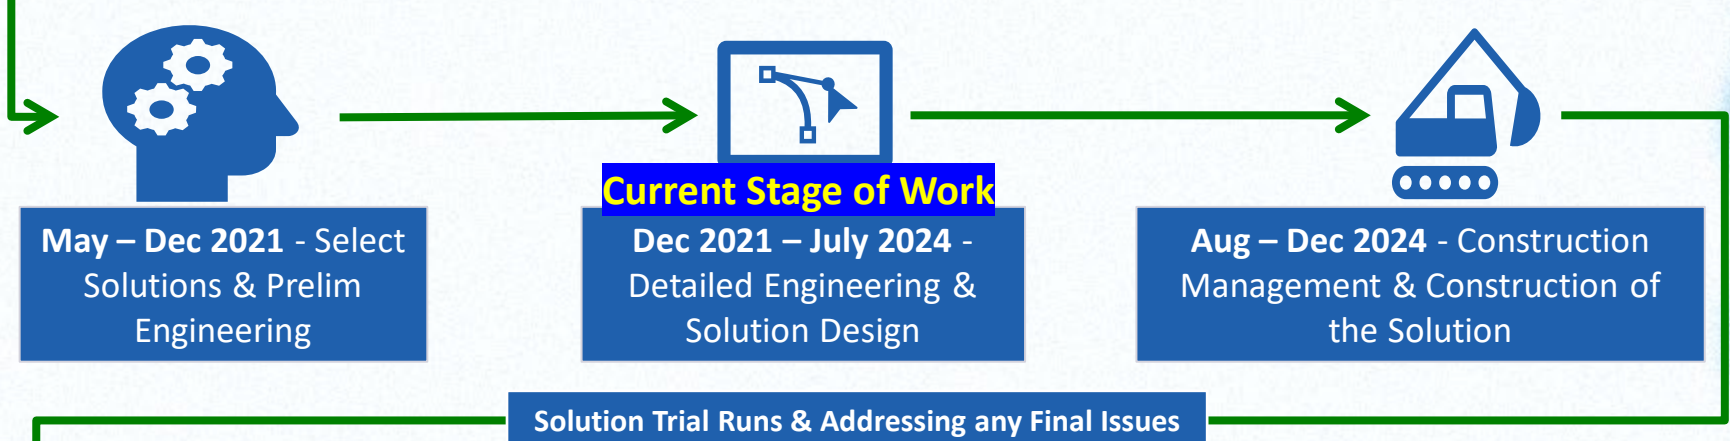 Current Stage of Work
May – Dec 2021 - Select
Solutions & Prelim
Engineering
Dec 2021 – July 2024 -
Detailed Engineering &
Solution Design
Aug – Dec 2024 - Construction
Management & Construction of
the Solution
Solution Trial Runs & Addressing any Final Issues